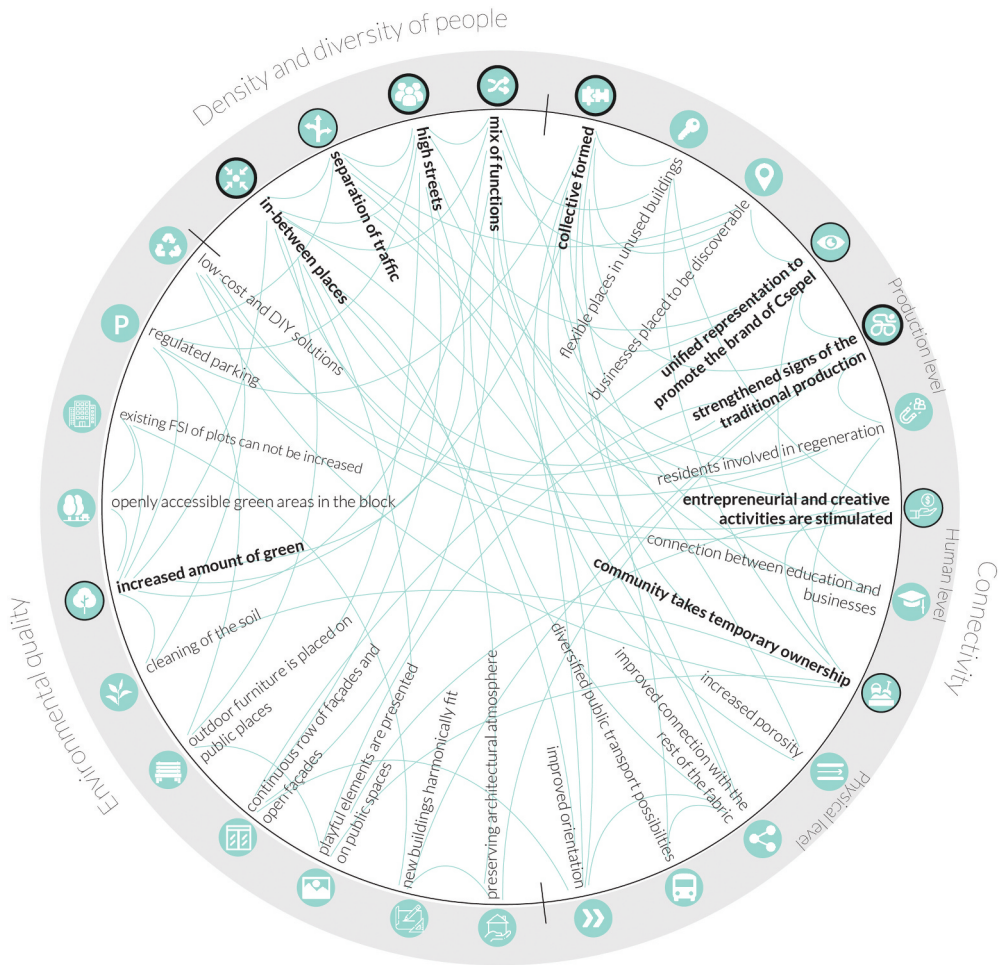 Density and diversity of people
mix of functions
collective formed
flexible places in unused buildings
businesses placed to be discoverable
unified representation to
promote the brand of Csepel
strengthened signs of the
traditional production
residents involved in regeneration
entrepreneurial and creative
activities are stimulated
connection between education and
businesses
community takes temporary ownership
increased porosity
improved connection with the
rest of the fabric
diversified public transport possibilties
improved orientation
preserving architectural atmosphere
new buildings harmonically fit
playful elements are presented
on public spaces
continuous row of façades and
open façades
outdoor furniture is placed on
public places
cleaning of the soil
increased amount of green
openly accessible green areas in the block
existing FSI of plots can not be increased
regulated parking
low-cost and DIY solutions
in-between places
separation of traffic
high streets
P
Production level
Human level
Physical level
Connectivity
Environmental quality